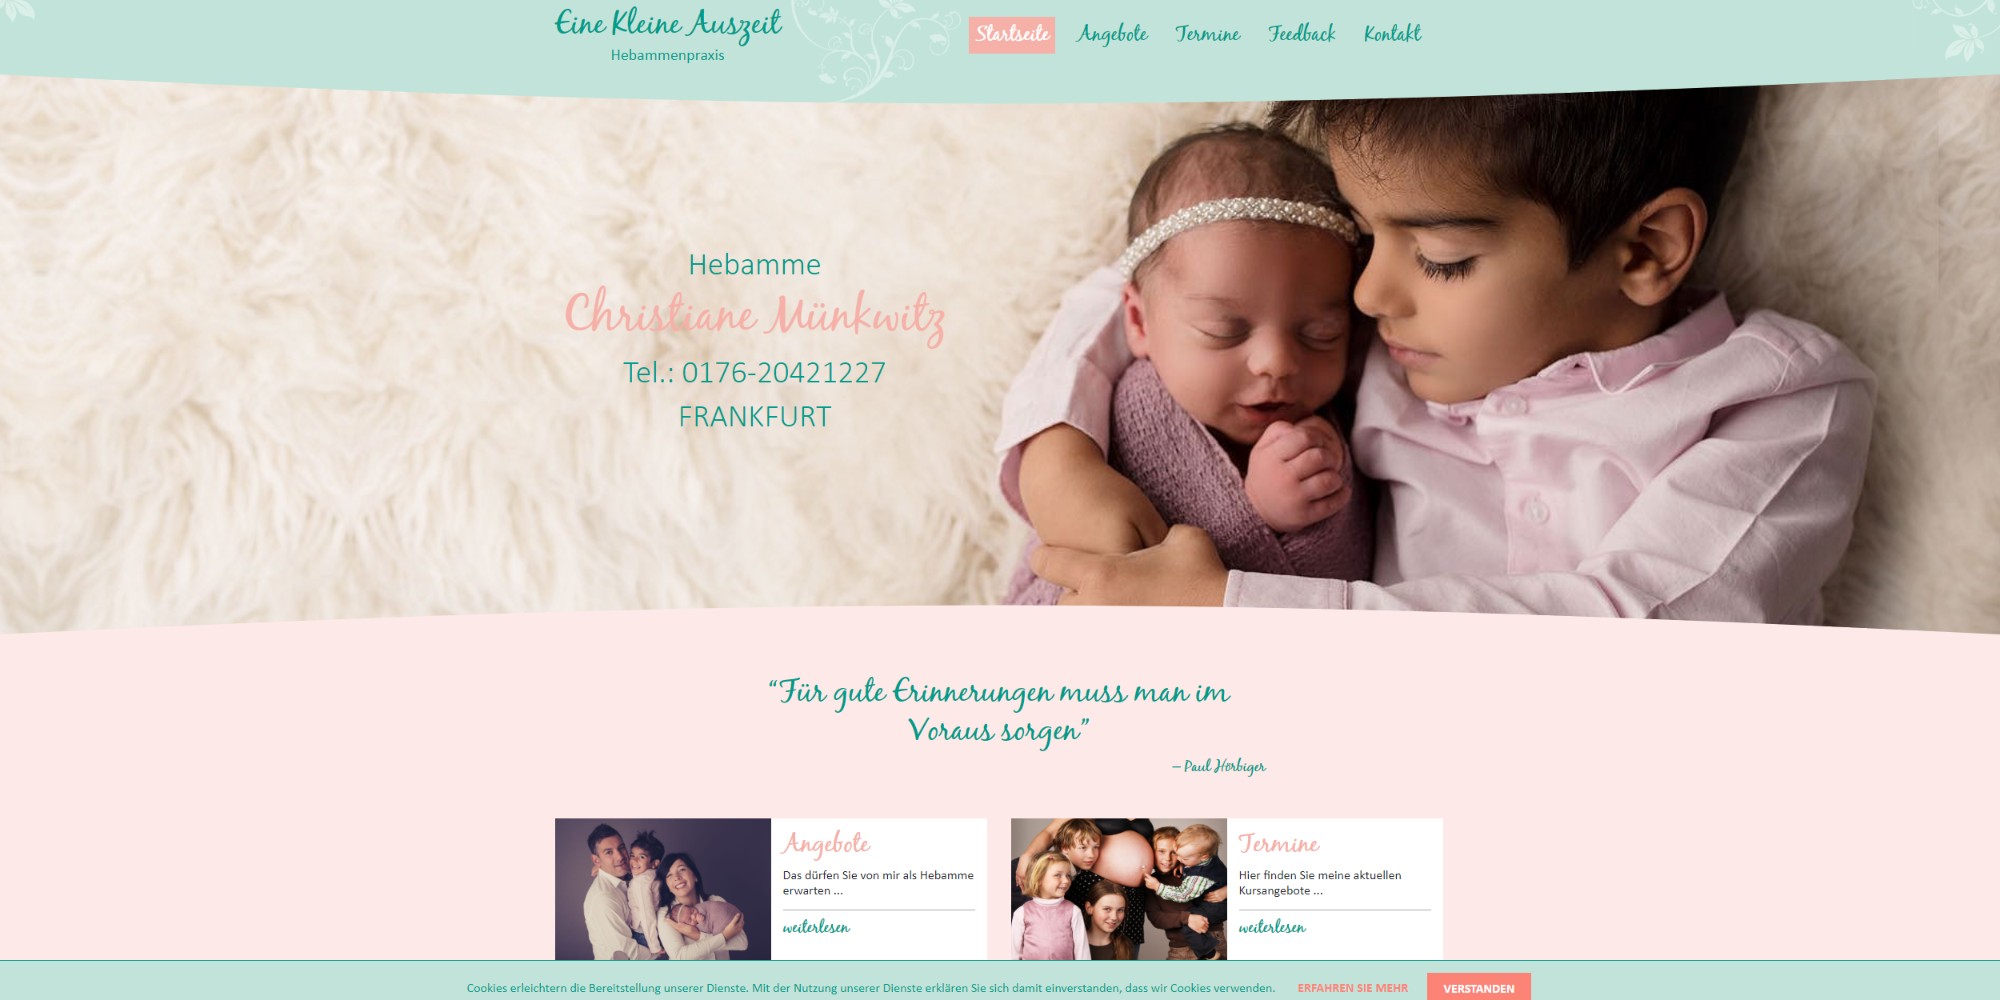 Eine Kleine Auszeit
Hebammenpraxis
Startseite Angebote Termine Feedback Kontakt
Hebamme
Christiane Münkwitz
Tel.: 0176-20421227
FRANKFURT
“Für gute Erinnerungen muss man im
Voraus sorgen”
– Paul Hörbiger
Angebote
Das dürfen Sie von mir als Hebamme
erwarten ...
weiterlesen
Termine
Hier finden Sie meine aktuellen
Kursangebote ...
weiterlesen
Cookies erleichtern die Bereitstellung unserer Dienste. Mit der Nutzung unserer Dienste erklären Sie sich damit einverstanden, dass wir Cookies verwenden. ERFAHREN SIE MEHR VERSTANDEN